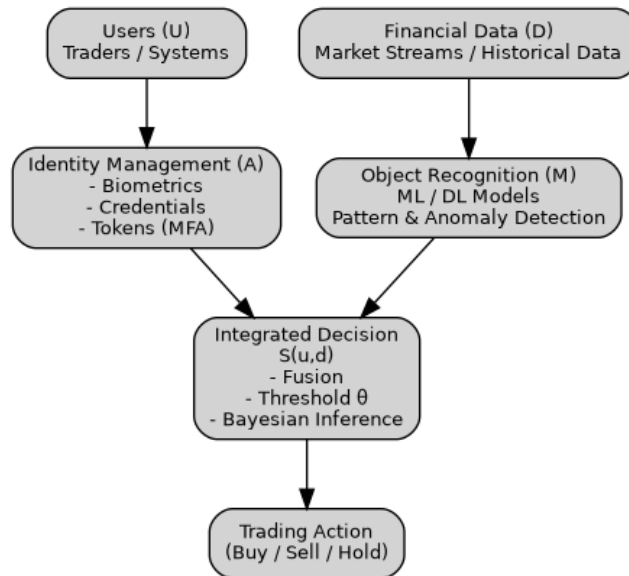 Users (U)
Traders / Systems
Financial Data (D)
Market Streams / Historical Data
Identity Management (A)
- Biometrics
- Credentials
- Tokens (MFA)
Object Recognition (M)
ML / DL Models
Pattern & Anomaly Detection
Integrated Decision
S(u,d)
- Fusion
- Threshold θ
- Bayesian Inference
Trading Action
(Buy / Sell / Hold)